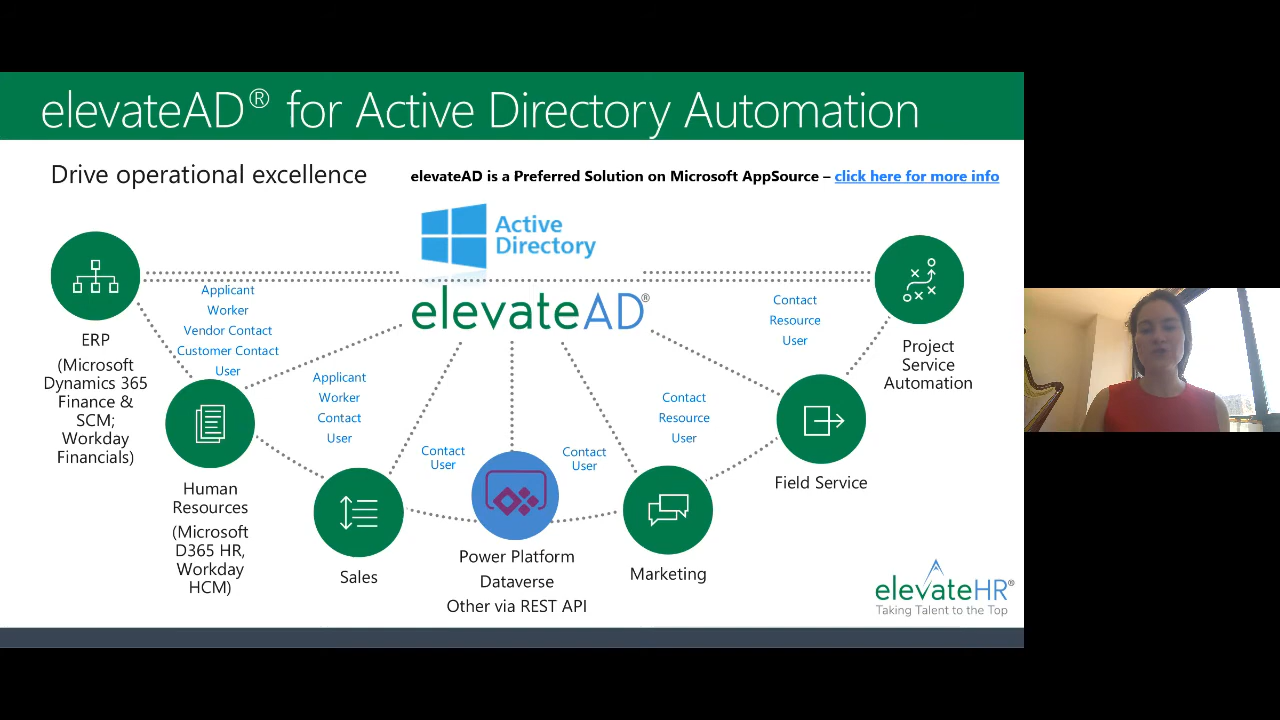 elevateAD® for Active Directory Automation
Drive operational excellence
elevateAD is a Preferred Solution on Microsoft AppSource – click here for more info
Active
Directory
elevateAD®
ERP
(Microsoft
Dynamics 365
Finance &
SCM;
Workday
Financials)
Applicant
Worker
Vendor Contact
Customer Contact
User
Human
Resources
(Microsoft
D365 HR,
Workday
HCM)
Applicant
Worker
Contact
User
Sales
Contact
User
Power Platform
Dataverse
Other via REST API
Contact
User
Marketing
Contact
Resource
User
Field Service
Contact
Resource
User
Project
Service
Automation
elevateHR®
Taking Talent to the Top